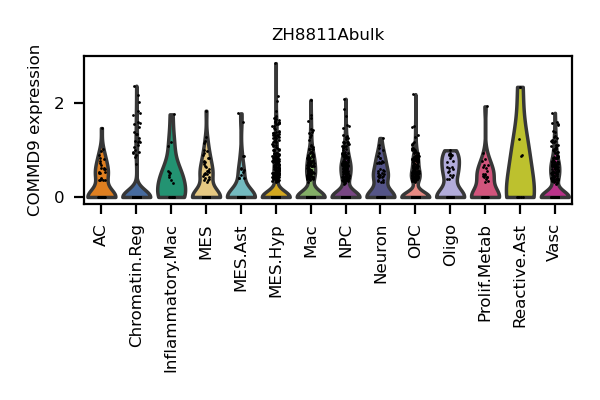 ZH8811Abulk
COMMD9 expression
2
0
AC
Chromatin.Reg
Inflammatory.Mac
MES
MES.Ast
MES.Hyp
Mac
NPC
Neuron
OPC
Oligo
Prolif.Metab
Reactive.Ast
Vasc